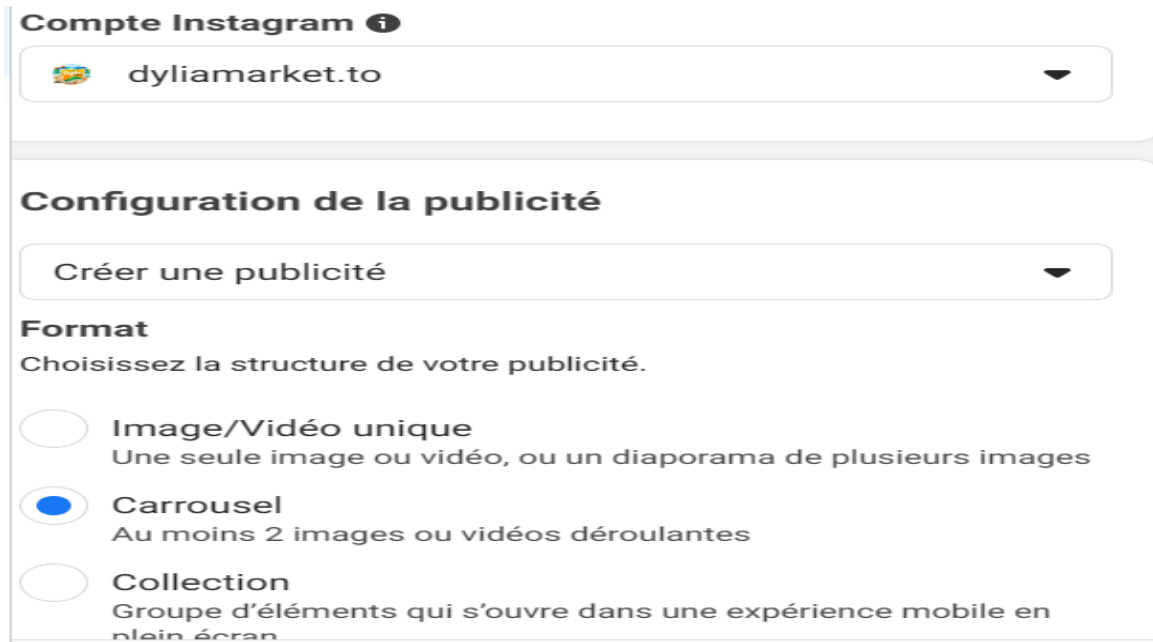 Compte Instagram
dyliamarket.to
Configuration de la publicité
Créer une publicité
Format
Choisissez la structure de votre publicité.
Image/Vidéo unique
Une seule image ou vidéo, ou un diaporama de plusieurs images
Carrousel
Au moins 2 images ou vidéos déroulantes
Collection
Groupe d’éléments qui s’ouvre dans une expérience mobile en
plein écran